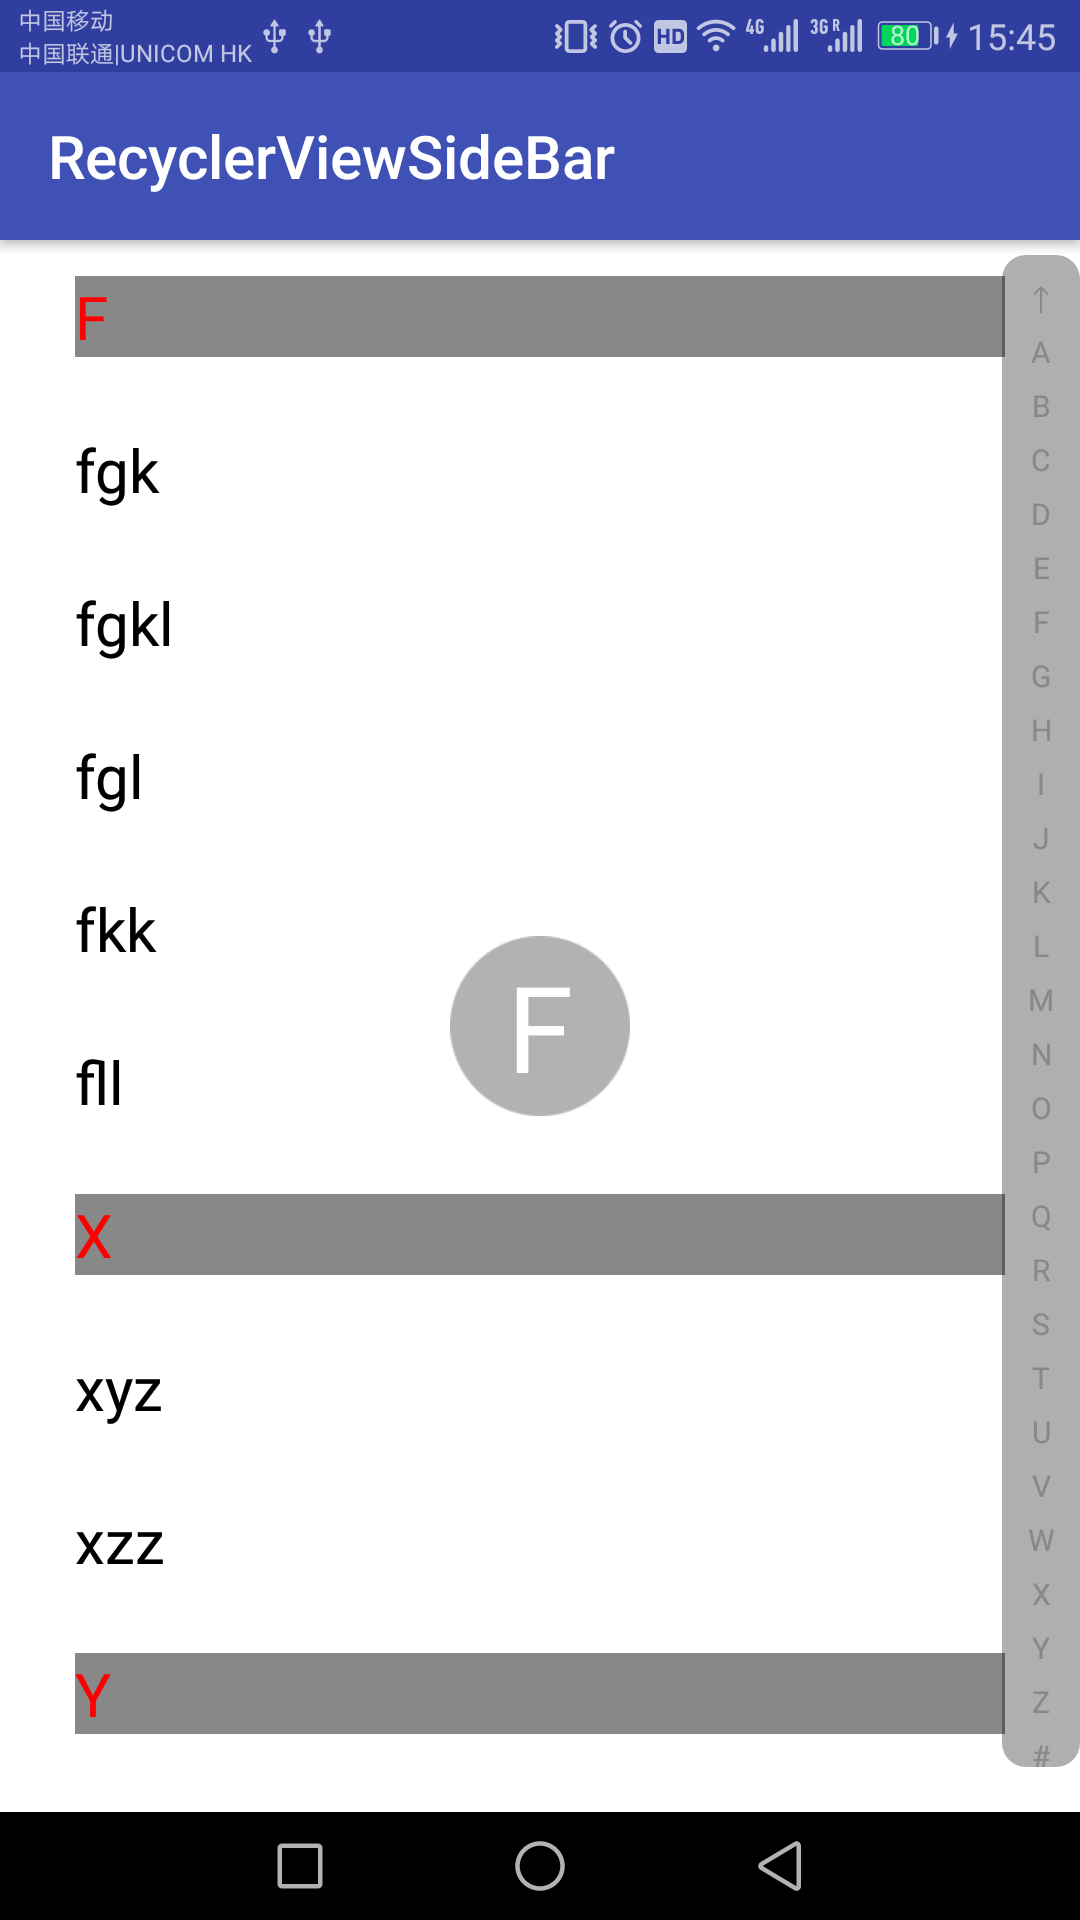 中国移动
中国联通|UNICOM HK
HD 4G 3G R 80 15:45
RecyclerViewSideBar
F
fgk
fgkl
fgl
fkk
fll
X
xyz
xzz
Y
F
↑
A
B
C
D
E
F
G
H
I
J
K
L
M
N
O
P
Q
R
S
T
U
V
W
X
Y
Z
#